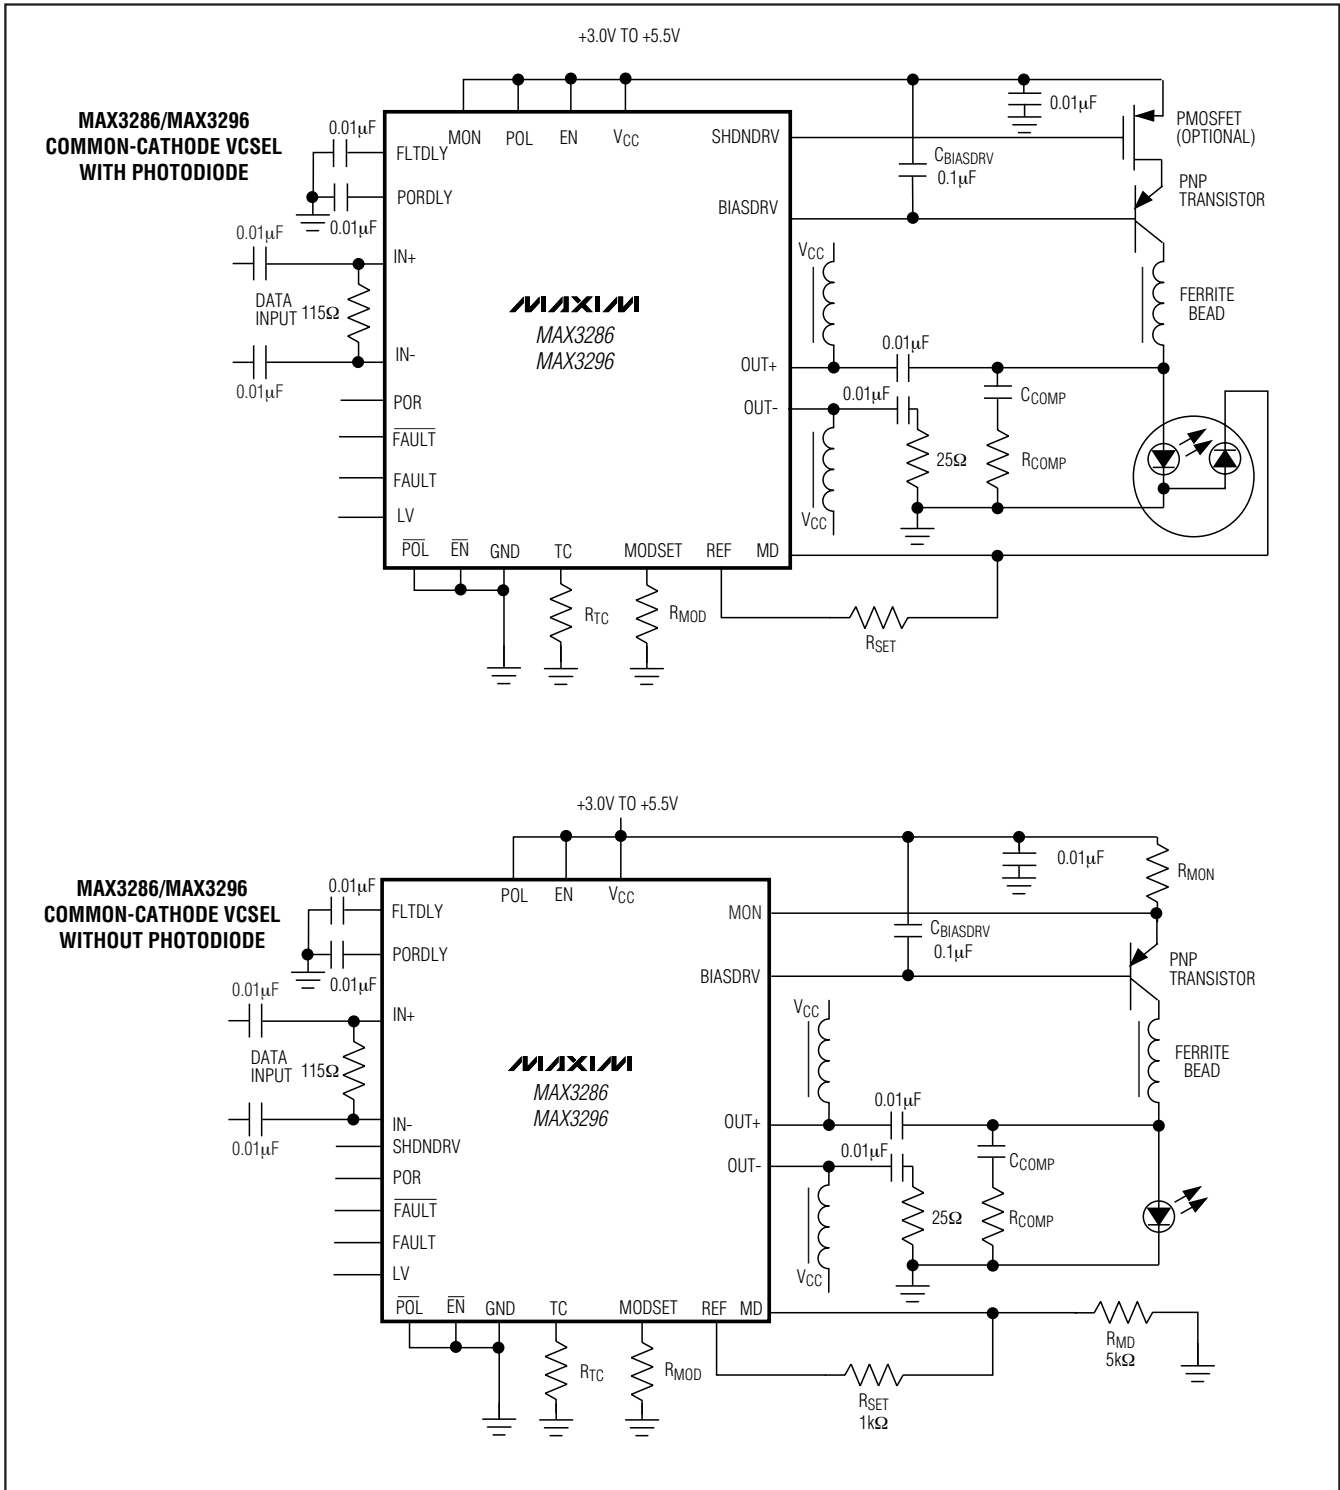 +3.0V TO +5.5V
MAX3286/MAX3296
COMMON-CATHODE VCSEL
WITH PHOTODIODE
0.01µF
FLTDLY
MON
POL
EN
VCC
SHDNDRV
0.01µF
PMOSFET
(OPTIONAL)
CBIASDRV
0.1µF
PORDLY
0.01µF
BIASDRV
PNP
TRANSISTOR
0.01µF
IN+
VCC
DATA
INPUT
115Ω
MAXIM
MAX3286
MAX3296
FERRITE
BEAD
0.01µF
IN-
0.01µF
OUT+
0.01µF
CCOMP
POR
OUT-
FAULT
25Ω
RCOMP
FAULT
LV
VCC
POL
EN
GND
TC
MODSET
REF
MD
RTC
RMOD
RSET
+3.0V TO +5.5V
MAX3286/MAX3296
COMMON-CATHODE VCSEL
WITHOUT PHOTODIODE
0.01µF
FLTDLY
POL
EN
VCC
MON
0.01µF
RMON
CBIASDRV
0.1µF
PORDLY
0.01µF
BIASDRV
PNP
TRANSISTOR
0.01µF
IN+
VCC
DATA
INPUT
115Ω
MAXIM
MAX3286
MAX3296
FERRITE
BEAD
0.01µF
IN-
0.01µF
OUT+
SHDNDRV
0.01µF
CCOMP
OUT-
POR
FAULT
25Ω
RCOMP
FAULT
LV
VCC
POL
EN
GND
TC
MODSET
REF
MD
RTC
RMOD
RSET
1kΩ
RMD
5kΩ